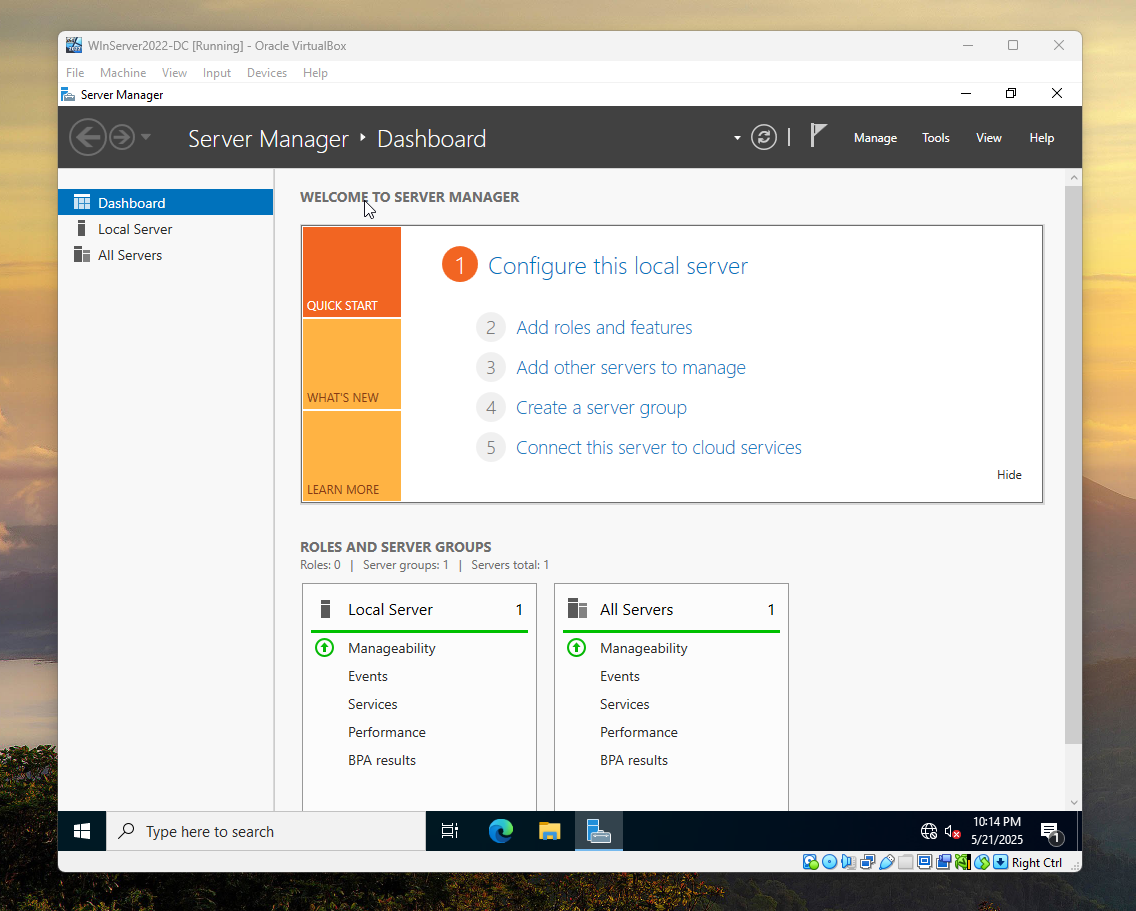 WInServer2022-DC [Running] - Oracle VirtualBox
File Machine View Input Devices Help
Server Manager
Server Manager Dashboard
Manage Tools View Help
Dashboard
Local Server
All Servers
WELCOME TO SERVER MANAGER
QUICK START
WHAT'S NEW
LEARN MORE
1 Configure this local server
2 Add roles and features
3 Add other servers to manage
4 Create a server group
5 Connect this server to cloud services
Hide
ROLES AND SERVER GROUPS
Roles: 0 | Server groups: 1 | Servers total: 1
Local Server 1
Manageability
Events
Services
Performance
BPA results
All Servers 1
Manageability
Events
Services
Performance
BPA results
Type here to search
10:14 PM
5/21/2025
1
Right Ctrl